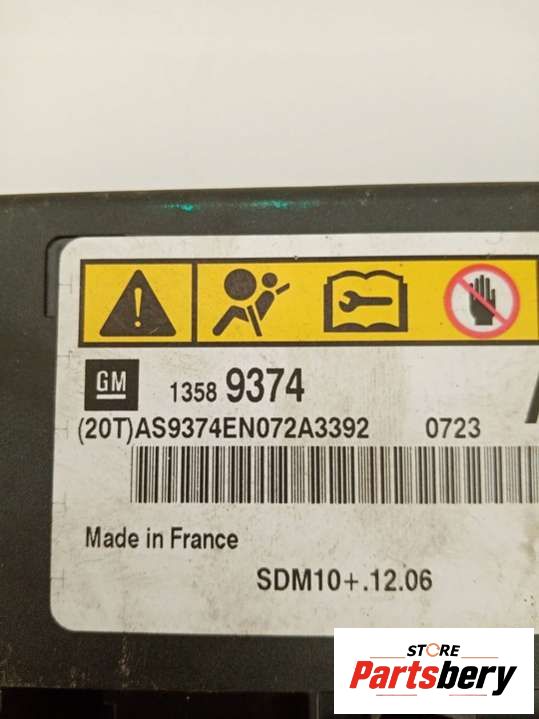 GM
1358 9374
(20T)AS9374EN072A3392 0723
Made in France
SDM10+.12.06
STORE
Partsbery